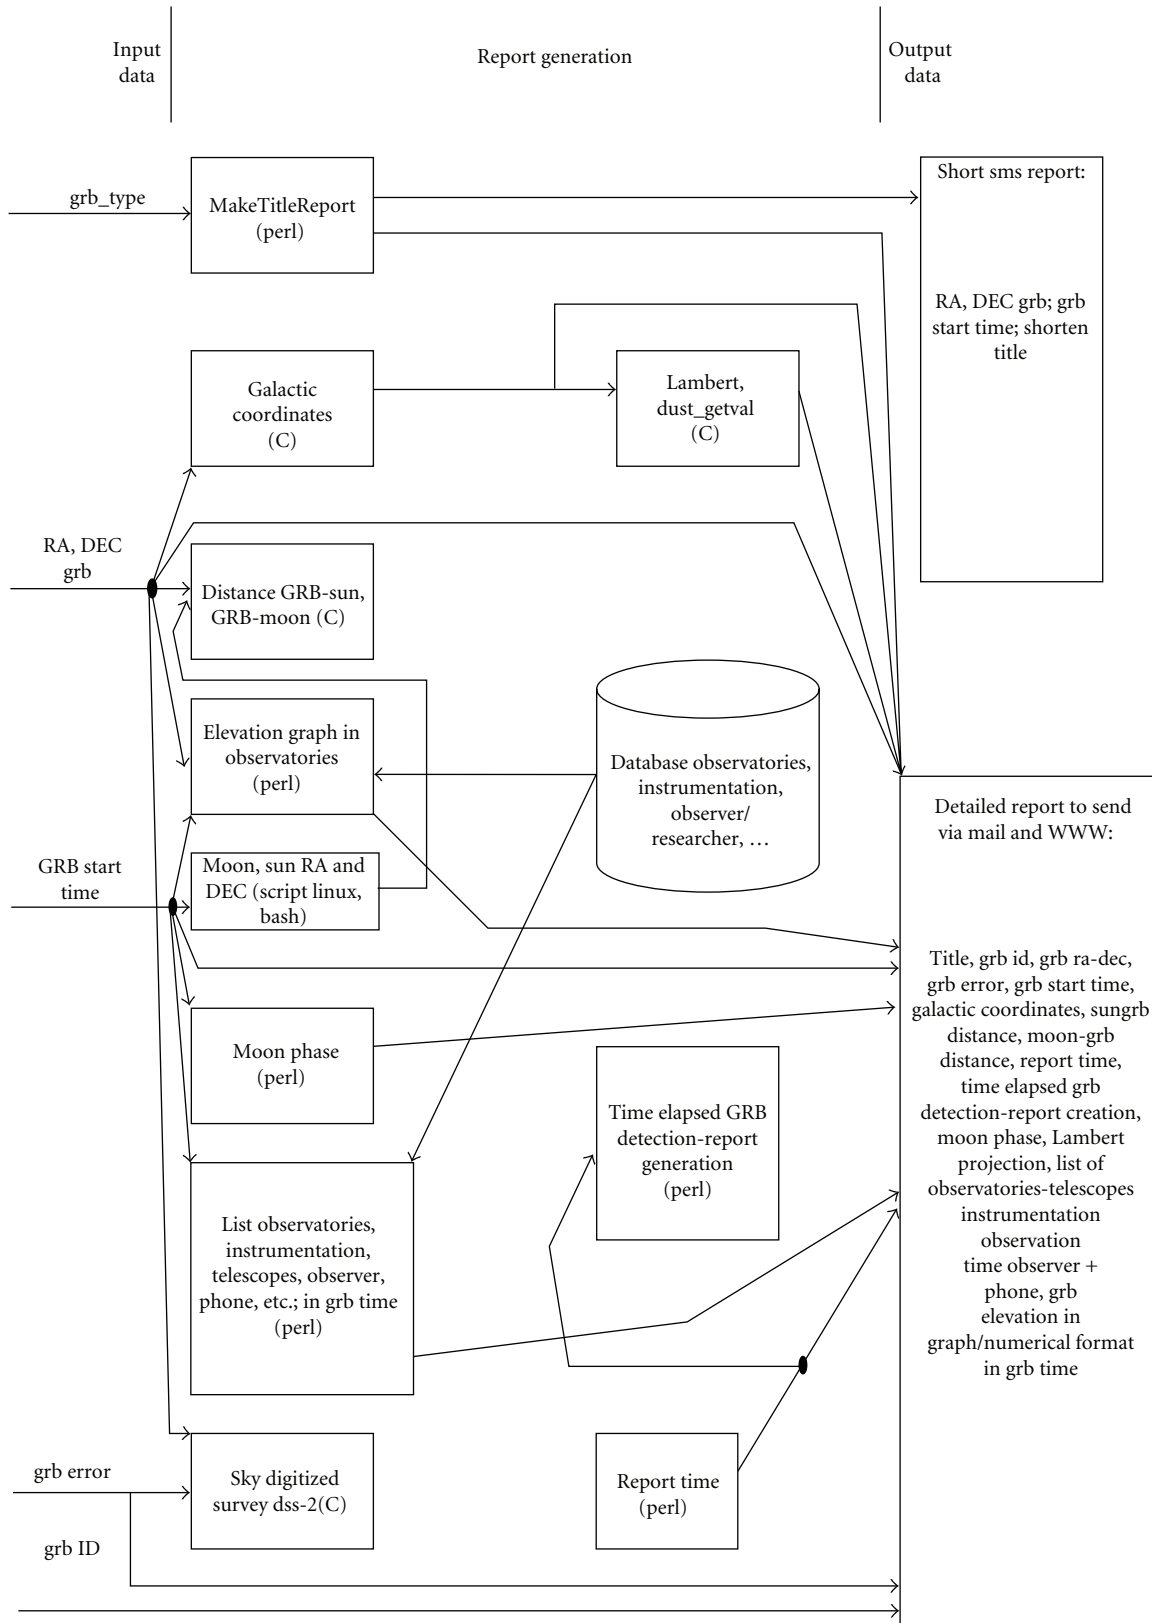 Input
data
Report generation
Output
data
grb_type
MakeTitleReport
(perl)
Short sms report:
RA, DEC grb; grb
start time; shorten
title
Galactic
coordinates
(C)
Lambert,
dust_getval
(C)
RA, DEC
grb
Distance GRB-sun,
GRB-moon (C)
Elevation graph in
observatories
(perl)
Database observatories,
instrumentation,
observer/
researcher, …
GRB start
time
Moon, sun RA and
DEC (script linux,
bash)
Moon phase
(perl)
Time elapsed GRB
detection-report
generation
(perl)
List observatories,
instrumentation,
telescopes, observer,
phone, etc.; in grb time
(perl)
Detailed report to send
via mail and WWW:
Title, grb id, grb ra-dec,
grb error, grb start time,
galactic coordinates, sungrb
distance, moon-grb
distance, report time,
time elapsed grb
detection-report creation,
moon phase, Lambert
projection, list of
observatories-telescopes
instrumentation
observation
time observer +
phone, grb
elevation in
graph/numerical format
in grb time
grb error
Sky digitized
survey dss-2(C)
Report time
(perl)
grb ID